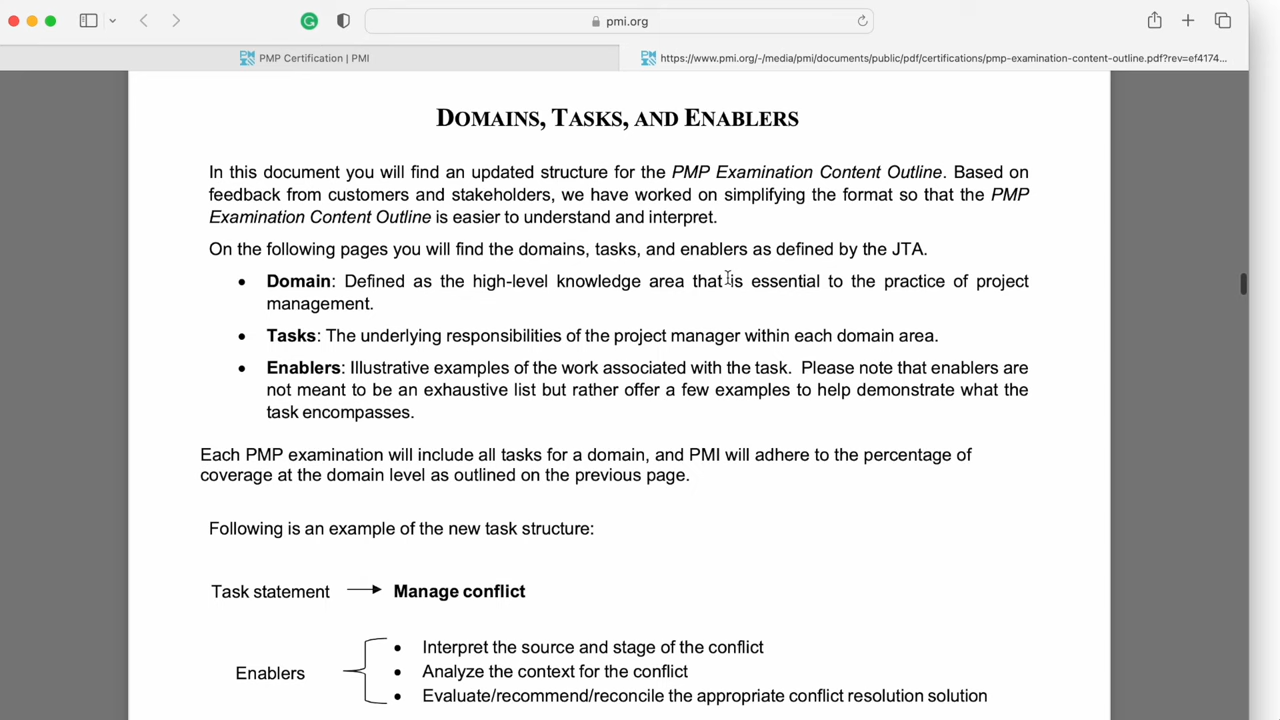 pmi.org
PMP Certification | PMI
https://www.pmi.org/-/media/pmi/documents/public/pdf/certifications/pmp-examination-content-outline.pdf?rev=ef4174...
DOMAINS, TASKS, AND ENABLERS
In this document you will find an updated structure for the PMP Examination Content Outline. Based on
feedback from customers and stakeholders, we have worked on simplifying the format so that the PMP
Examination Content Outline is easier to understand and interpret.
On the following pages you will find the domains, tasks, and enablers as defined by the JTA.
• Domain: Defined as the high-level knowledge area that is essential to the practice of project
management.
• Tasks: The underlying responsibilities of the project manager within each domain area.
• Enablers: Illustrative examples of the work associated with the task. Please note that enablers are
not meant to be an exhaustive list but rather offer a few examples to help demonstrate what the
task encompasses.
Each PMP examination will include all tasks for a domain, and PMI will adhere to the percentage of
coverage at the domain level as outlined on the previous page.
Following is an example of the new task structure:
Task statement Manage conflict
• Interpret the source and stage of the conflict
Enablers • Analyze the context for the conflict
• Evaluate/recommend/reconcile the appropriate conflict resolution solution